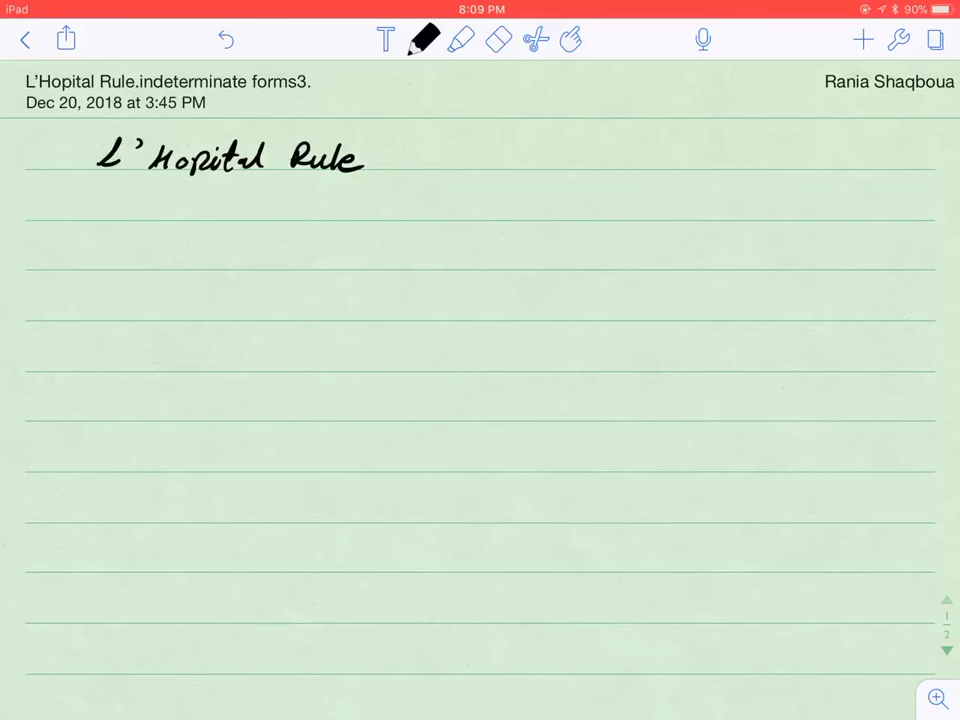 iPad 8:09 PM 90%
T
L'Hopital Rule.indeterminate forms3. Rania Shaqboua
Dec 20, 2018 at 3:45 PM
L'Hopital Rule
1
2